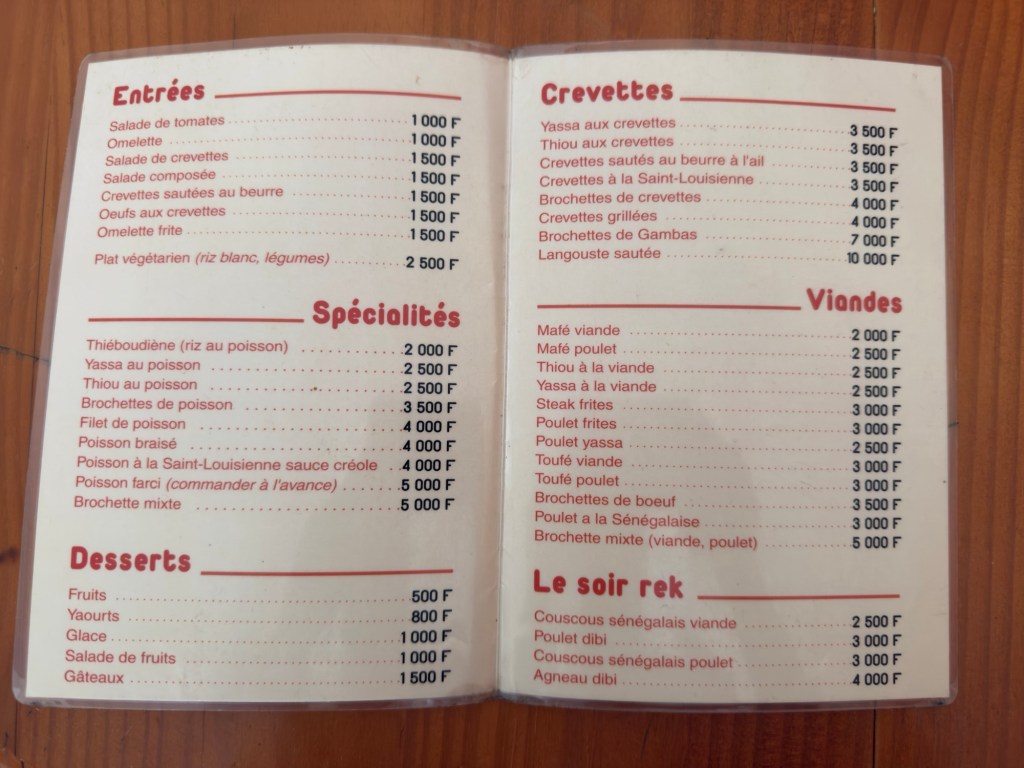 Entrées
Salade de tomates 1 000 F
Omelette 1 000 F
Salade de crevettes 1 500 F
Salade composée 1 500 F
Crevettes sautées au beurre 1 500 F
Oeufs aux crevettes 1 500 F
Omelette frite 1 500 F
Plat végétarien (riz blanc, légumes) 2 500 F
Spécialités
Thiéboudiène (riz au poisson) 2 000 F
Yassa au poisson 2 500 F
Thiou au poisson 2 500 F
Brochettes de poisson 3 500 F
Filet de poisson 4 000 F
Poisson braisé 4 000 F
Poisson à la Saint-Louisienne sauce créole 4 000 F
Poisson farci (commander à l'avance) 5 000 F
Brochette mixte 5 000 F
Desserts
Fruits 500 F
Yaourts 800 F
Glace 1 000 F
Salade de fruits 1 000 F
Gâteaux 1 500 F
Crevettes
Yassa aux crevettes 3 500 F
Thiou aux crevettes 3 500 F
Crevettes sautés au beurre à l'ail 3 500 F
Crevettes à la Saint-Louisienne 3 500 F
Brochettes de crevettes 4 000 F
Crevettes grillées 4 000 F
Brochettes de Gambas 7 000 F
Langouste sautée 10 000 F
Viandes
Mafé viande 2 000 F
Mafé poulet 2 500 F
Thiou à la viande 2 500 F
Yassa à la viande 2 500 F
Steak frites 3 000 F
Poulet frites 3 000 F
Poulet yassa 2 500 F
Toufé viande 3 000 F
Toufé poulet 3 000 F
Brochettes de boeuf 3 500 F
Poulet a la Sénégalaise 3 000 F
Brochette mixte (viande, poulet) 5 000 F
Le soir rek
Couscous sénégalais viande 2 500 F
Poulet dibi 3 000 F
Couscous sénégalais poulet 3 000 F
Agneau dibi 4 000 F